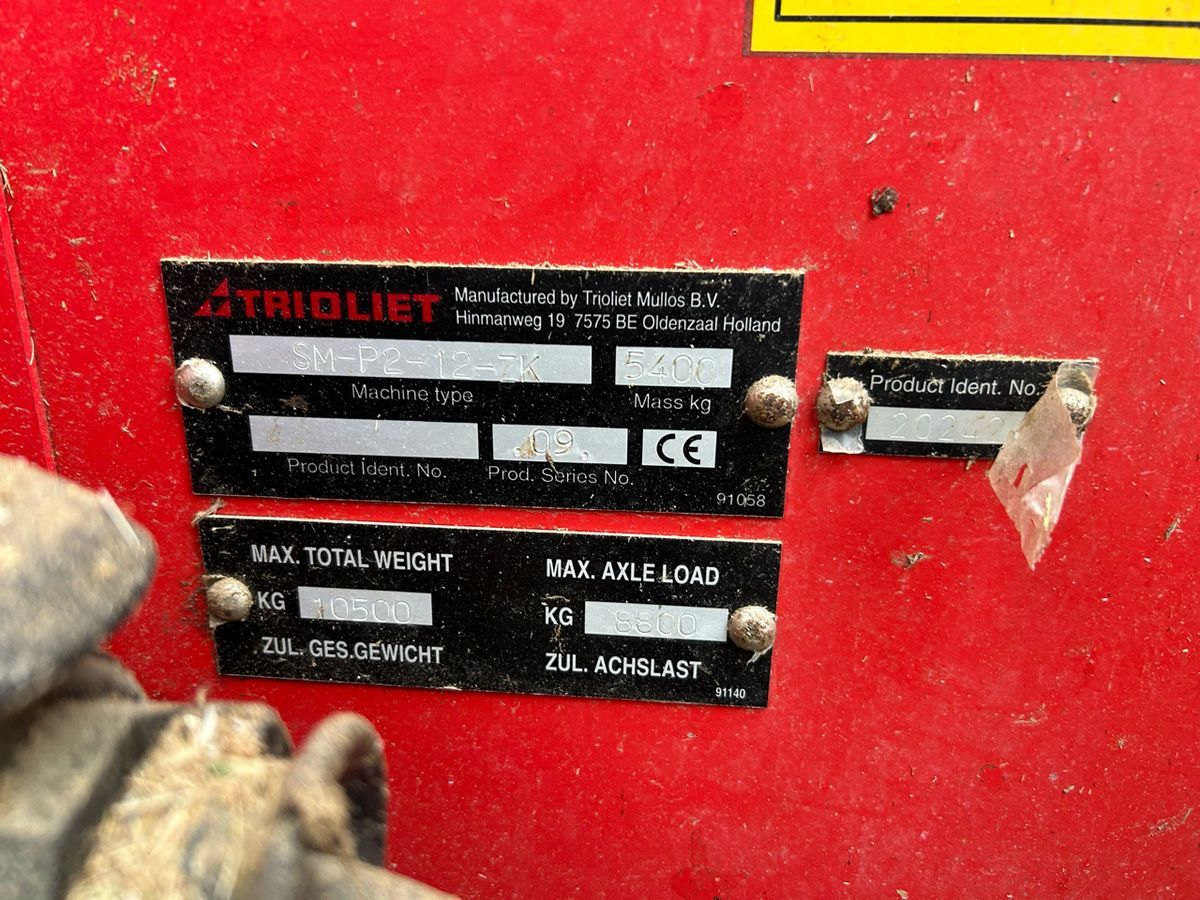 TRIOLIET
Manufactured by Trioliet Mullos B.V.
Hinmanweg 19 7575 BE Oldenzaal Holland
SM-P2-12-ZK 5400
Machine type Mass kg
.09. CE
Product Ident. No. Prod. Series No.
91058
Product Ident. No.
MAX. TOTAL WEIGHT MAX. AXLE LOAD
KG 10500 KG 8800
ZUL. GES.GEWICHT ZUL. ACHSLAST
91140